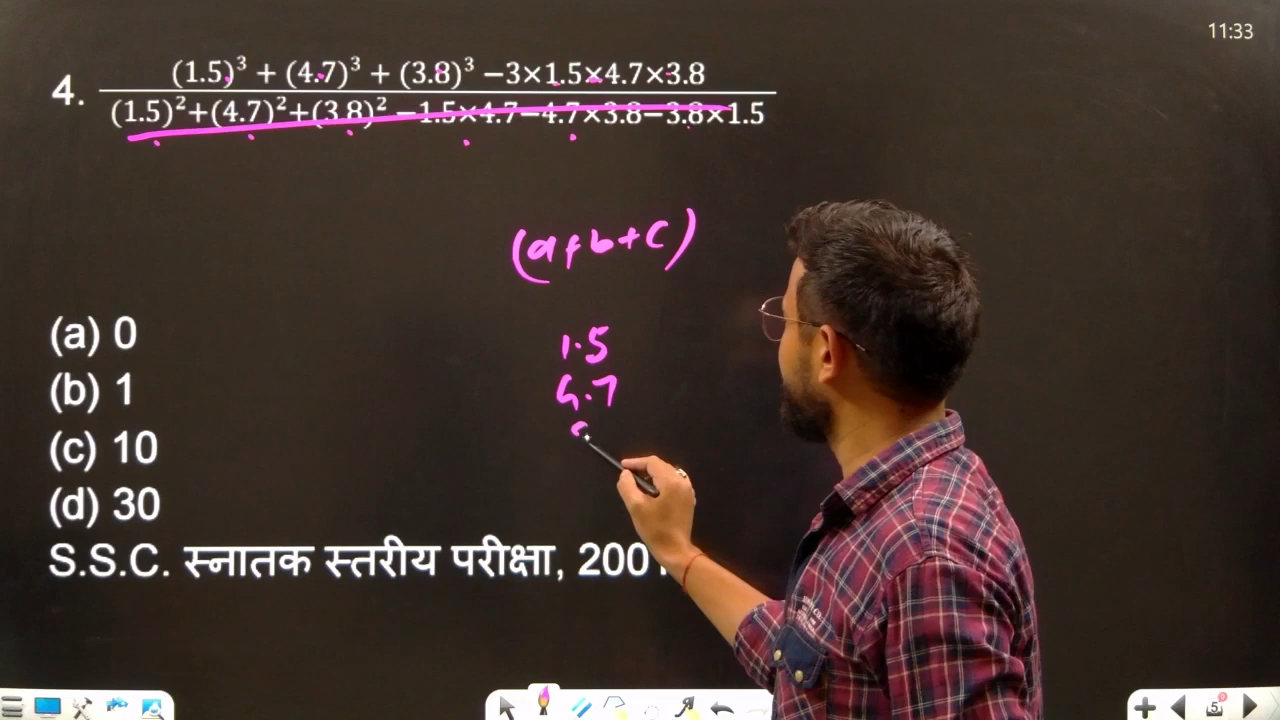 11:33
4. \frac{(1.5)^3 + (4.7)^3 + (3.8)^3 − 3×1.5×4.7×3.8}{(1.5)^2+(4.7)^2+(3.8)^2 −1.5×4.7−4.7×3.8−3.8×1.5}
(a+b+c)
1.5
4.7
(a) 0
(b) 1
(c) 10
(d) 30
S.S.C. स्नातक स्तरीय परीक्षा,
5